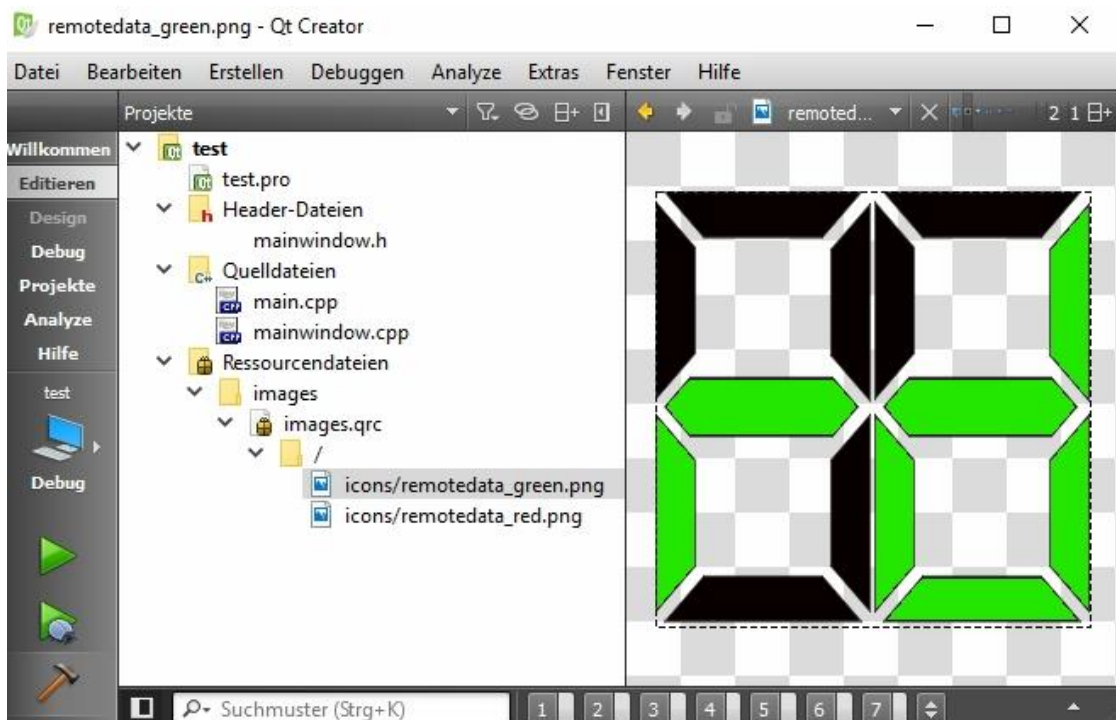 remotedata_green.png - Qt Creator
Datei Bearbeiten Erstellen Debuggen Analyze Extras Fenster Hilfe
Projekte
remoted...
2 1
Willkommen
Editieren
Design
Debug
Projekte
Analyze
Hilfe
test
Debug
test
test.pro
Header-Dateien
mainwindow.h
Quelldateien
main.cpp
mainwindow.cpp
Ressourcendateien
images
images.qrc
/
icons/remotedata_green.png
icons/remotedata_red.png
Suchmuster (Strg+K)
1 2 3 4 5 6 7